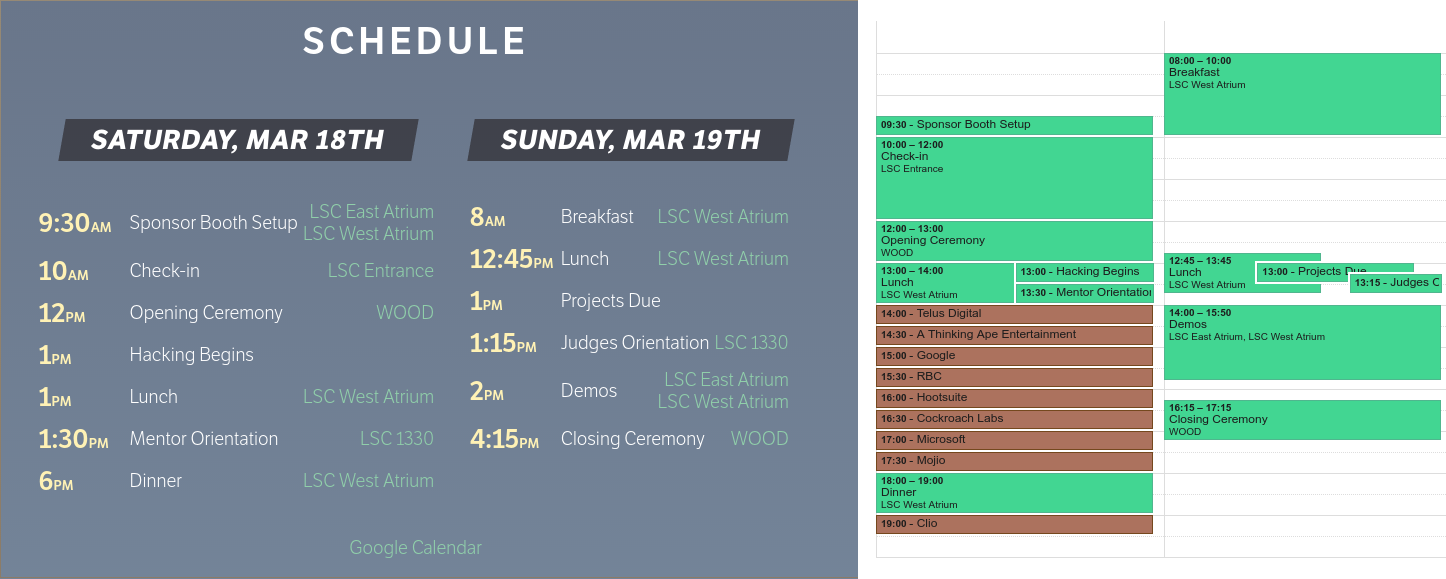 SCHEDULE
SATURDAY, MAR 18TH
9:30AM Sponsor Booth Setup LSC East Atrium
LSC West Atrium
10AM Check-in LSC Entrance
12PM Opening Ceremony WOOD
1PM Hacking Begins
1PM Lunch LSC West Atrium
1:30PM Mentor Orientation LSC 1330
6PM Dinner LSC West Atrium
SUNDAY, MAR 19TH
8AM Breakfast LSC West Atrium
12:45PM Lunch LSC West Atrium
1PM Projects Due
1:15PM Judges Orientation LSC 1330
2PM Demos LSC East Atrium
LSC West Atrium
4:15PM Closing Ceremony WOOD
Google Calendar
09:30 - Sponsor Booth Setup
10:00 – 12:00
Check-in
LSC Entrance
12:00 – 13:00
Opening Ceremony
WOOD
13:00 – 14:00
Lunch
LSC West Atrium
13:00 - Hacking Begins
13:30 - Mentor Orientation
14:00 - Telus Digital
14:30 - A Thinking Ape Entertainment
15:00 - Google
15:30 - RBC
16:00 - Hootsuite
16:30 - Cockroach Labs
17:00 - Microsoft
17:30 - Mojio
18:00 – 19:00
Dinner
LSC West Atrium
19:00 - Clio
08:00 – 10:00
Breakfast
LSC West Atrium
12:45 – 13:45
Lunch
LSC West Atrium
13:00 - Projects Due
13:15 - Judges C
14:00 – 15:50
Demos
LSC East Atrium, LSC West Atrium
16:15 – 17:15
Closing Ceremony
WOOD